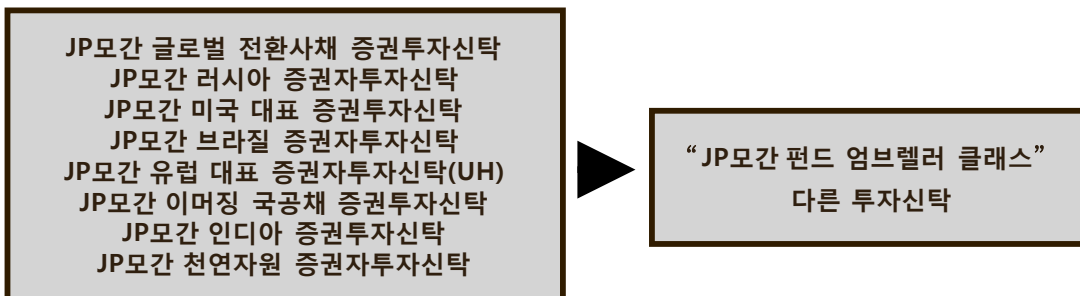 JP모간 글로벌 전환사채 증권투자신탁
JP모간 러시아 증권자투자신탁
JP모간 미국 대표 증권투자신탁
JP모간 브라질 증권자투자신탁
JP모간 유럽 대표 증권자투자신탁(UH)
JP모간 이머징 국공채 증권투자신탁
JP모간 인디아 증권투자신탁
JP모간 천연자원 증권자투자신탁
“JP모간 펀드 엄브렐러 클래스”
다른 투자신탁